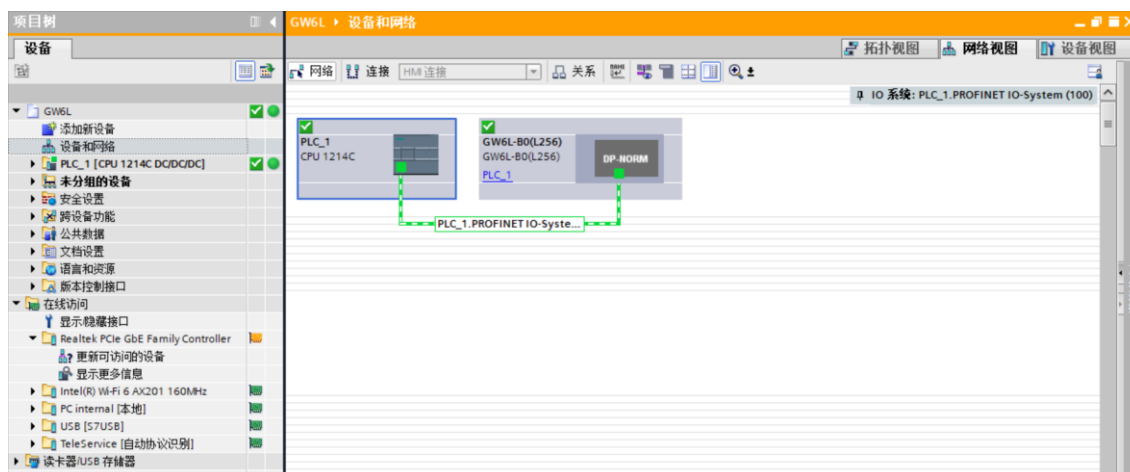 项目树
GW6L ▸ 设备和网络
设备
拓扑视图
网络视图
设备视图
网络
连接
HMI 连接
关系
IO 系统: PLC_1.PROFINET IO-System (100)
GW6L
添加新设备
设备和网络
PLC_1 [CPU 1214C DC/DC/DC]
未分组的设备
安全设置
跨设备功能
公共数据
文档设置
语言和资源
版本控制接口
在线访问
显示/隐藏接口
Realtek PCIe GbE Family Controller
更新可访问的设备
显示更多信息
Intel(R) Wi-Fi 6 AX201 160MHz
PC internal [本地]
USB [S7USB]
TeleService [自动协议识别]
读卡器/USB 存储器
PLC_1
CPU 1214C
GW6L-B0(L256)
GW6L-B0(L256)
DP-NORM
PLC_1
PLC_1.PROFINET IO-Syste...